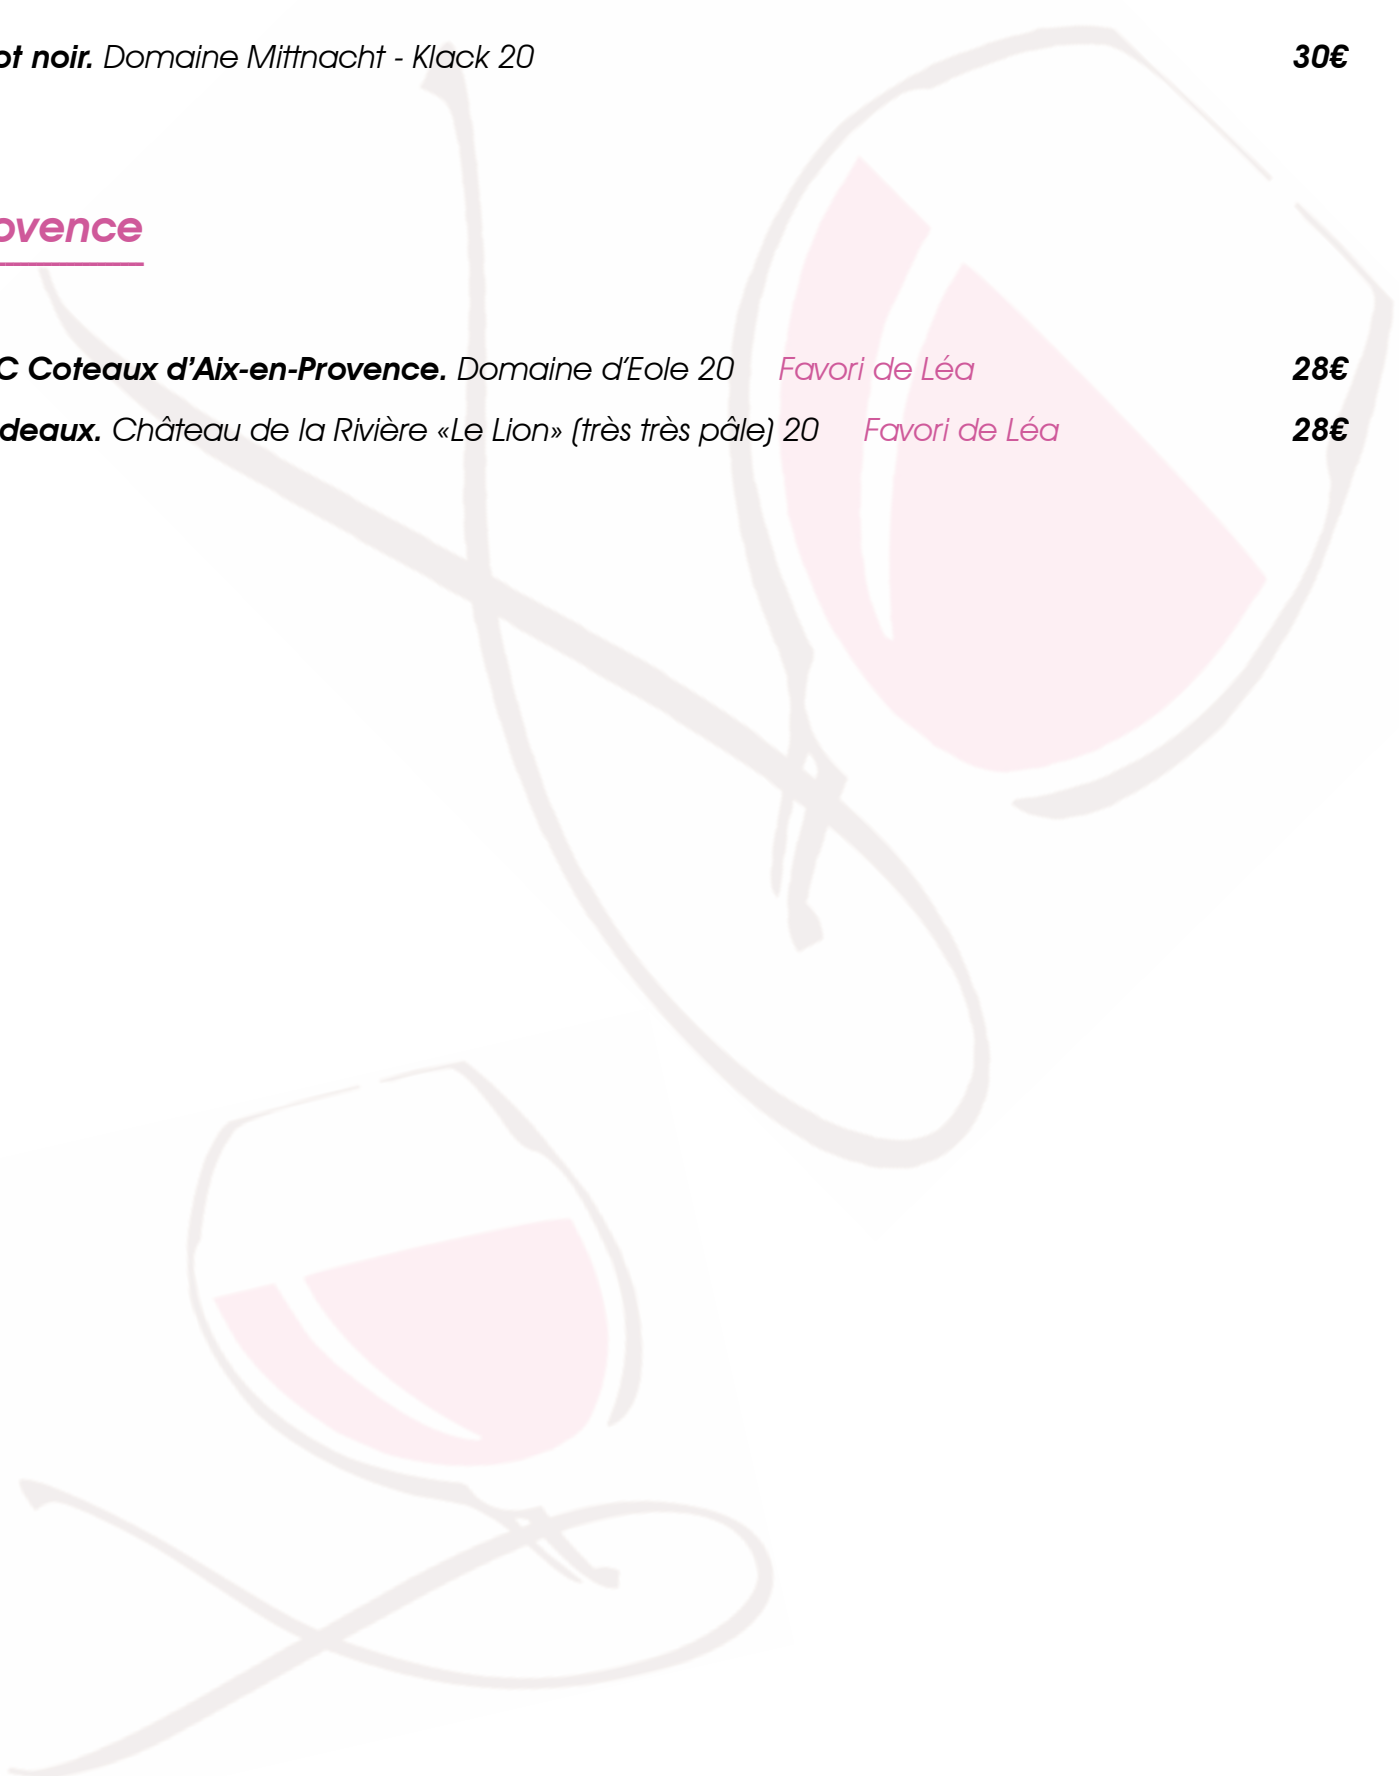 ot noir. Domaine Mittnacht - Klack 20 30€
ovence
C Coteaux d’Aix-en-Provence. Domaine d’Eole 20 Favori de Léa 28€
deaux. Château de la Rivière «Le Lion» (très très pâle) 20 Favori de Léa 28€